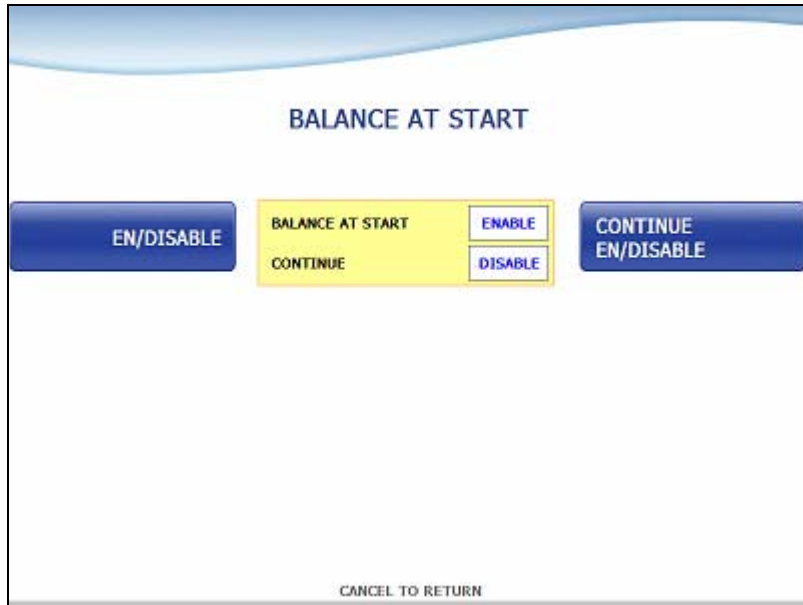 BALANCE AT START
EN/DISABLE
BALANCE AT START ENABLE
CONTINUE DISABLE
CONTINUE
EN/DISABLE
CANCEL TO RETURN